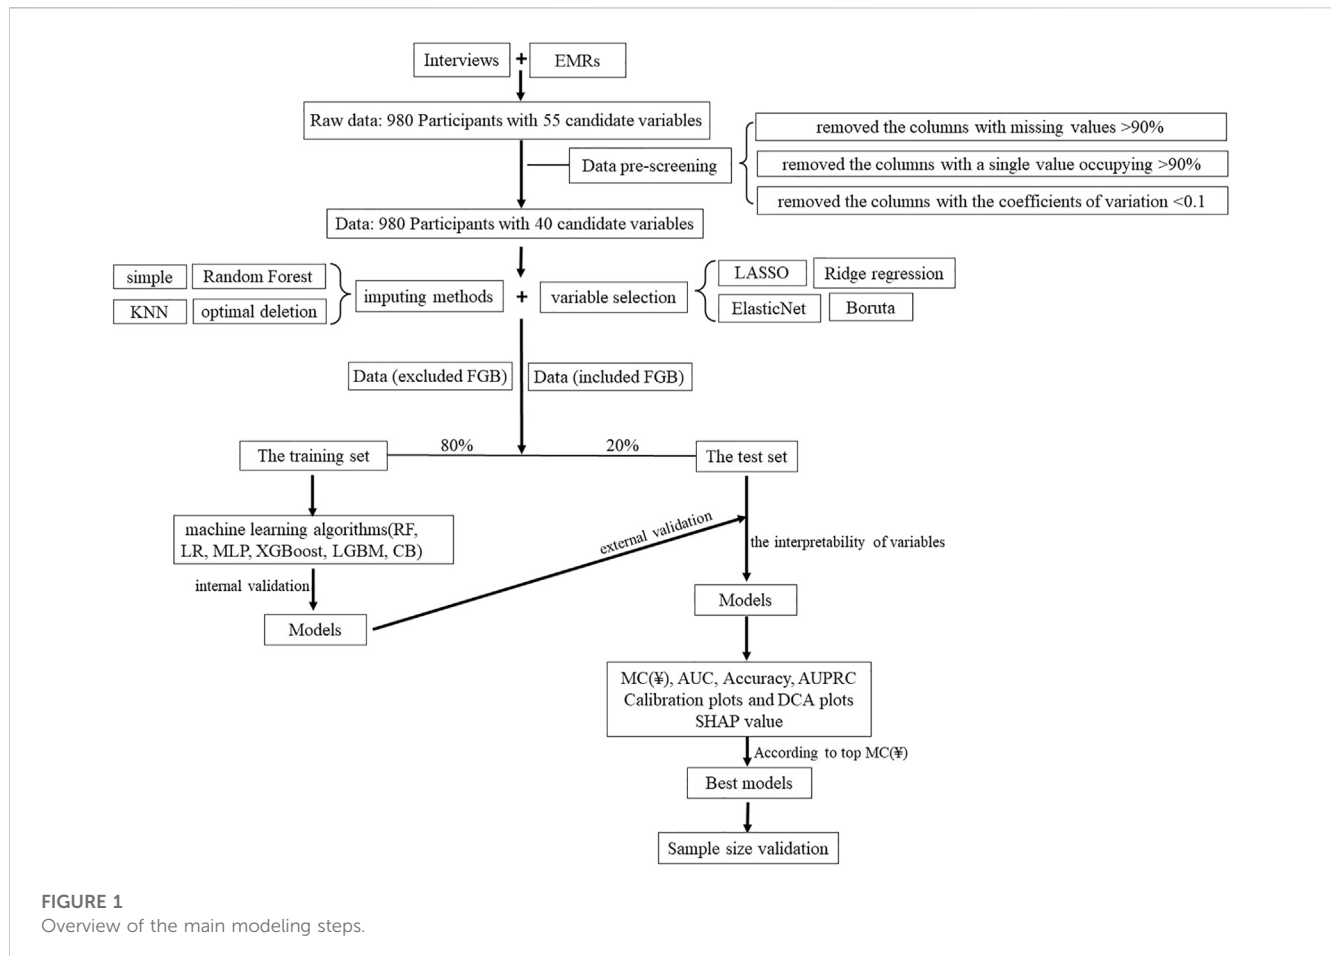 Interviews + EMRs
Raw data: 980 Participants with 55 candidate variables
Data pre-screening
removed the columns with missing values >90%
removed the columns with a single value occupying >90%
removed the columns with the coefficients of variation <0.1
Data: 980 Participants with 40 candidate variables
simple
Random Forest
KNN
optimal deletion
imputing methods + variable selection
LASSO
Ridge regression
ElasticNet
Boruta
Data (excluded FGB)
Data (included FGB)
80%
20%
The training set
The test set
machine learning algorithms(RF,
LR, MLP, XGBoost, LGBM, CB)
internal validation
Models
external validation
the interpretability of variables
Models
MC(¥), AUC, Accuracy, AUPRC
Calibration plots and DCA plots
SHAP value
According to top MC(¥)
Best models
Sample size validation
FIGURE 1
Overview of the main modeling steps.